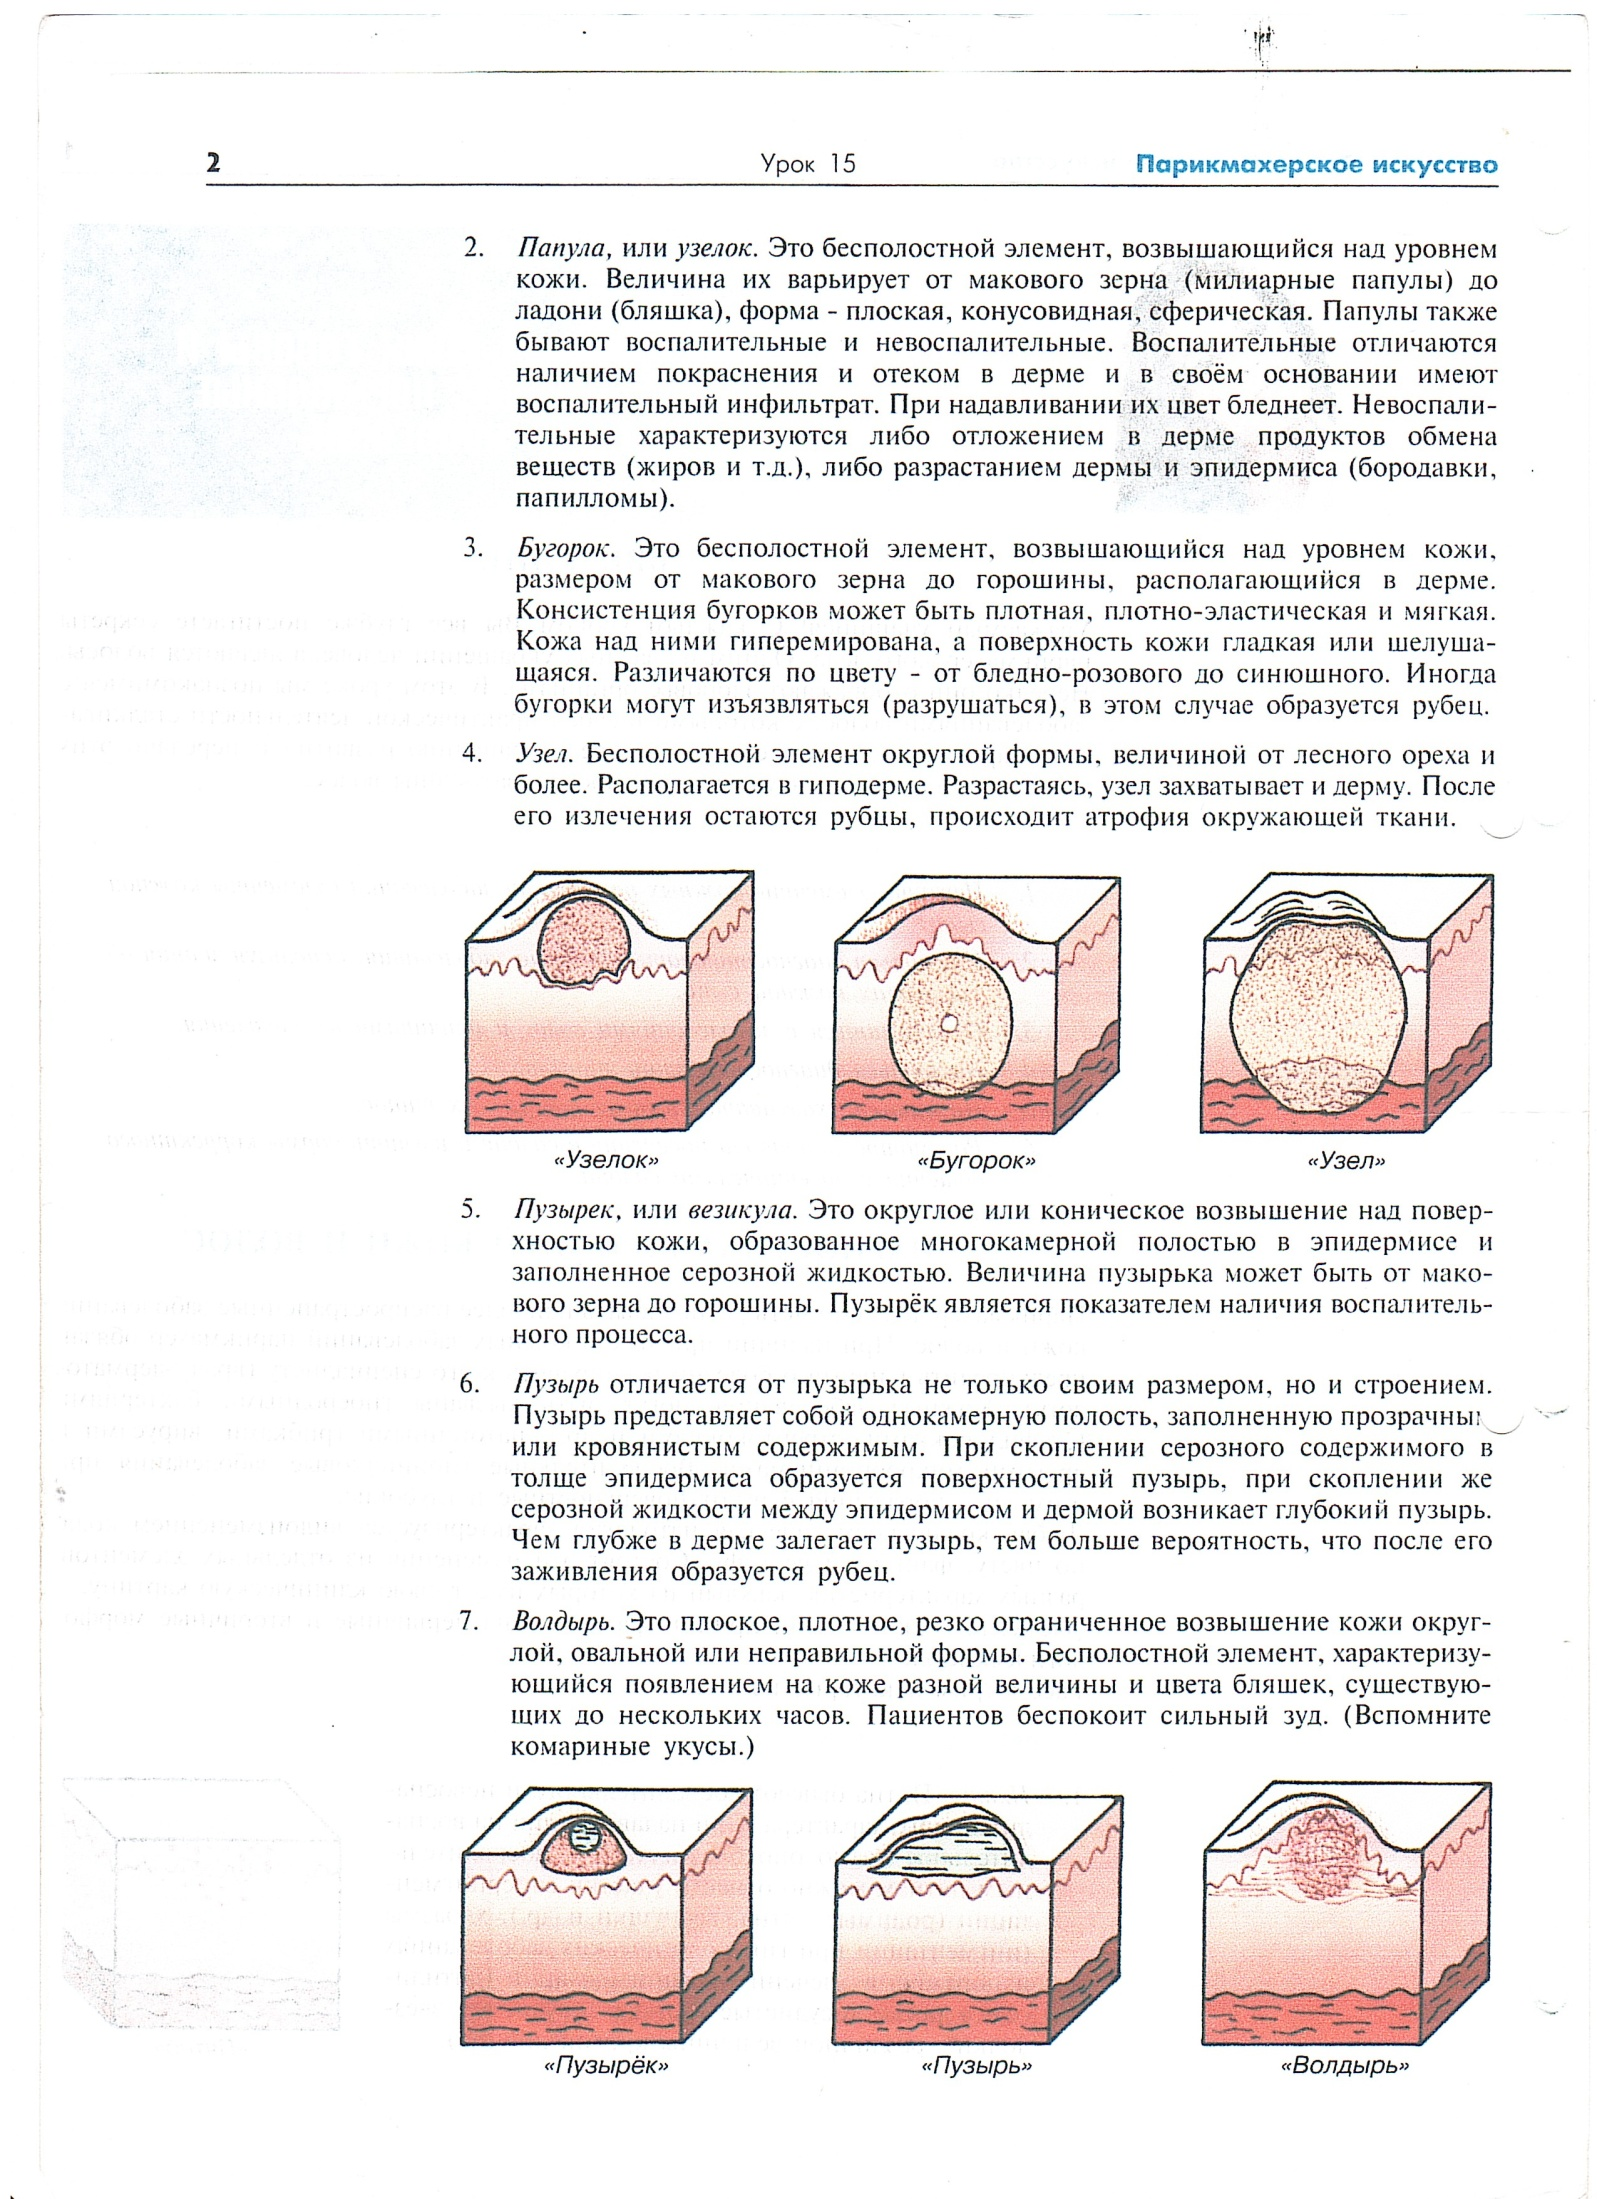 2
Урок 15
Парикмахерское искусство
2. Папула, или узелок. Это бесполостной элемент, возвышающийся над уровнем
кожи. Величина их варьирует от макового зерна (милиарные папулы) до
ладони (бляшка), форма - плоская, конусовидная, сферическая. Папулы также
бывают воспалительные и невоспалительные. Воспалительные отличаются
наличием покраснения и отеком в дерме и в своём основании имеют
воспалительный инфильтрат. При надавливании их цвет бледнеет. Невоспали-
тельные характеризуются либо отложением в дерме продуктов обмена
веществ (жиров и т.д.), либо разрастанием дермы и эпидермиса (бородавки,
папилломы).
3. Бугорок. Это бесполостной элемент, возвышающийся над уровнем кожи,
размером от макового зерна до горошины, располагающийся в дерме.
Консистенция бугорков может быть плотная, плотно-эластическая и мягкая.
Кожа над ними гиперемирована, а поверхность кожи гладкая или шелуша-
щаяся. Различаются по цвету - от бледно-розового до синюшного. Иногда
бугорки могут изъязвляться (разрушаться), в этом случае образуется рубец.
4. Узел. Бесполостной элемент округлой формы, величиной от лесного ореха и
более. Располагается в гиподерме. Разрастаясь, узел захватывает и дерму. После
его излечения остаются рубцы, происходит атрофия окружающей ткани.
«Узелок»
«Бугорок»
«Узел»
5. Пузырек, или везикула. Это округлое или коническое возвышение над повер-
хностью кожи, образованное многокамерной полостью в эпидермисе и
заполненное серозной жидкостью. Величина пузырька может быть от мако-
вого зерна до горошины. Пузырёк является показателем наличия воспалитель-
ного процесса.
6. Пузырь отличается от пузырька не только своим размером, но и строением.
Пузырь представляет собой однокамерную полость, заполненную прозрачны
или кровянистым содержимым. При скоплении серозного содержимого в
толще эпидермиса образуется поверхностный пузырь, при скоплении же
серозной жидкости между эпидермисом и дермой возникает глубокий пузырь.
Чем глубже в дерме залегает пузырь, тем больше вероятность, что после его
заживления образуется рубец.
7. Волдырь. Это плоское, плотное, резко ограниченное возвышение кожи округ-
лой, овальной или неправильной формы. Бесполостной элемент, характеризу-
ющийся появлением на коже разной величины и цвета бляшек, существую-
щих до нескольких часов. Пациентов беспокоит сильный зуд. (Вспомните
комариные укусы.)
«Пузырёк»
«Пузырь»
«Волдырь»